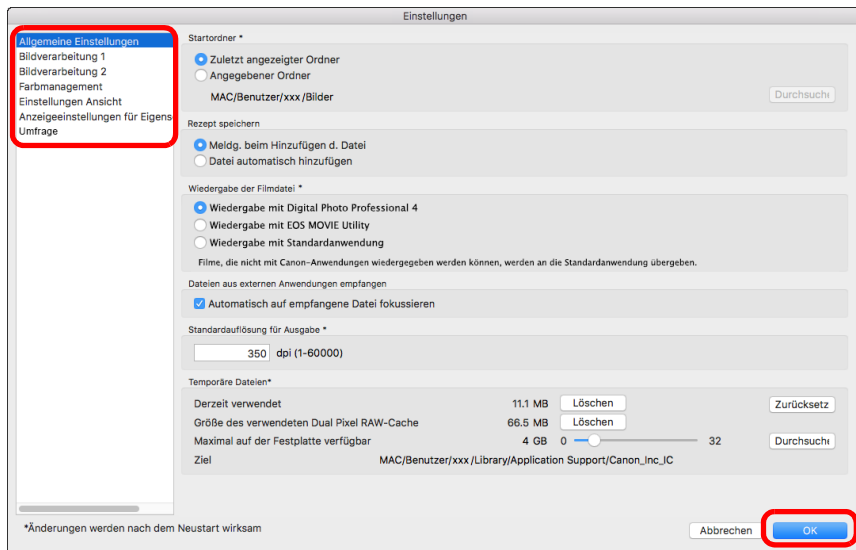 Einstellungen
Allgemeine Einstellungen
Bildverarbeitung 1
Bildverarbeitung 2
Farbmanagement
Einstellungen Ansicht
Anzeigeeinstellungen für Eigens
Umfrage
Startordner *
Zuletzt angezeigter Ordner
Angegebener Ordner
MAC/Benutzer/xxx/Bilder
Durchsuche
Rezept speichern
Meldg. beim Hinzufügen d. Datei
Datei automatisch hinzufügen
Wiedergabe der Filmdatei *
Wiedergabe mit Digital Photo Professional 4
Wiedergabe mit EOS MOVIE Utility
Wiedergabe mit Standardanwendung
Filme, die nicht mit Canon-Anwendungen wiedergegeben werden können, werden an die Standardanwendung übergeben.
Dateien aus externen Anwendungen empfangen
Automatisch auf empfangene Datei fokussieren
Standardauflösung für Ausgabe *
350 dpi (1-60000)
Temporäre Dateien*
Derzeit verwendet 11.1 MB Löschen Zurücksetz
Größe des verwendeten Dual Pixel RAW-Cache 66.5 MB Löschen
Maximal auf der Festplatte verfügbar 4 GB 0 32 Durchsuche
Ziel MAC/Benutzer/xxx/Library/Application Support/Canon_Inc_IC
*Änderungen werden nach dem Neustart wirksam
Abbrechen OK